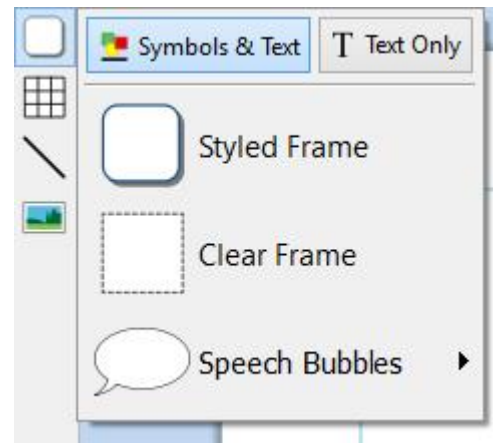 Symbols & Text T Text Only
Styled Frame
Clear Frame
Speech Bubbles